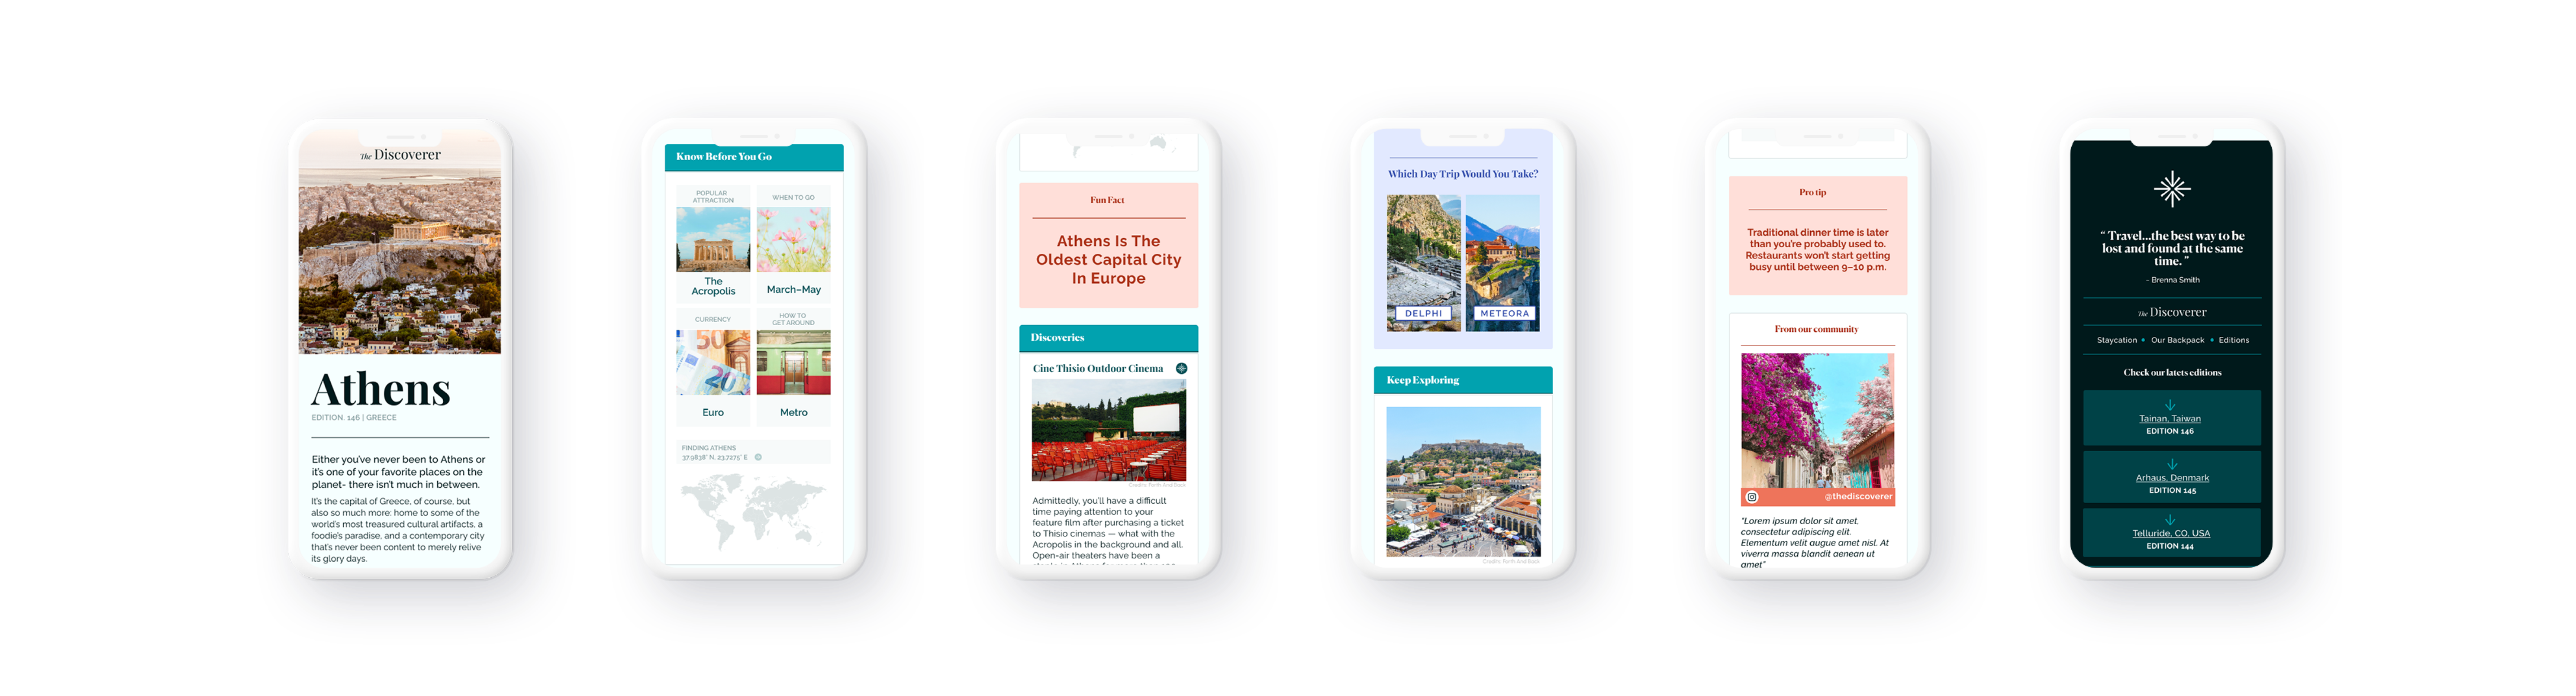 The Discoverer
Athens
EDITION. 146 | GREECE
Either you've never been to Athens or
it's one of your favorite places on the
planet- there isn't much in between.
It's the capital of Greece, of course, but
also so much more: home to some of the
world's most treasured cultural artifacts, a
foodie's paradise, and a contemporary city
that's never been content to merely relive
its glory days.
Know Before You Go
POPULAR
ATTRACTION
WHEN TO GO
The
Acropolis
March–May
CURRENCY
HOW TO
GET AROUND
50
20
Euro
Metro
FINDING ATHENS
37.9838° N, 23.7275° E
Fun Fact
Athens Is The
Oldest Capital City
In Europe
Discoveries
Cine Thisio Outdoor Cinema
Credits: Forth And Back
Admittedly, you'll have a difficult
time paying attention to your
feature film after purchasing a ticket
to Thisio cinemas — what with the
Acropolis in the background and all.
Open-air theaters have been a
Which Day Trip Would You Take?
DELPHI
METEORA
Keep Exploring
Credits: Forth And Back
Pro tip
Traditional dinner time is later
than you're probably used to.
Restaurants won't start getting
busy until between 9–10 p.m.
From our community
@thediscoverer
"Lorem ipsum dolor sit amet,
consectetur adipiscing elit.
Elementum velit augue amet nisl. At
viverra massa blandit aenean ut
amet"
“ Travel...the best way to be
lost and found at the same
time. ”
- Brenna Smith
The Discoverer
Staycation • Our Backpack • Editions
Check our latets editions
Tainan, Taiwan
EDITION 146
Arhaus, Denmark
EDITION 145
Telluride, CO, USA
EDITION 144